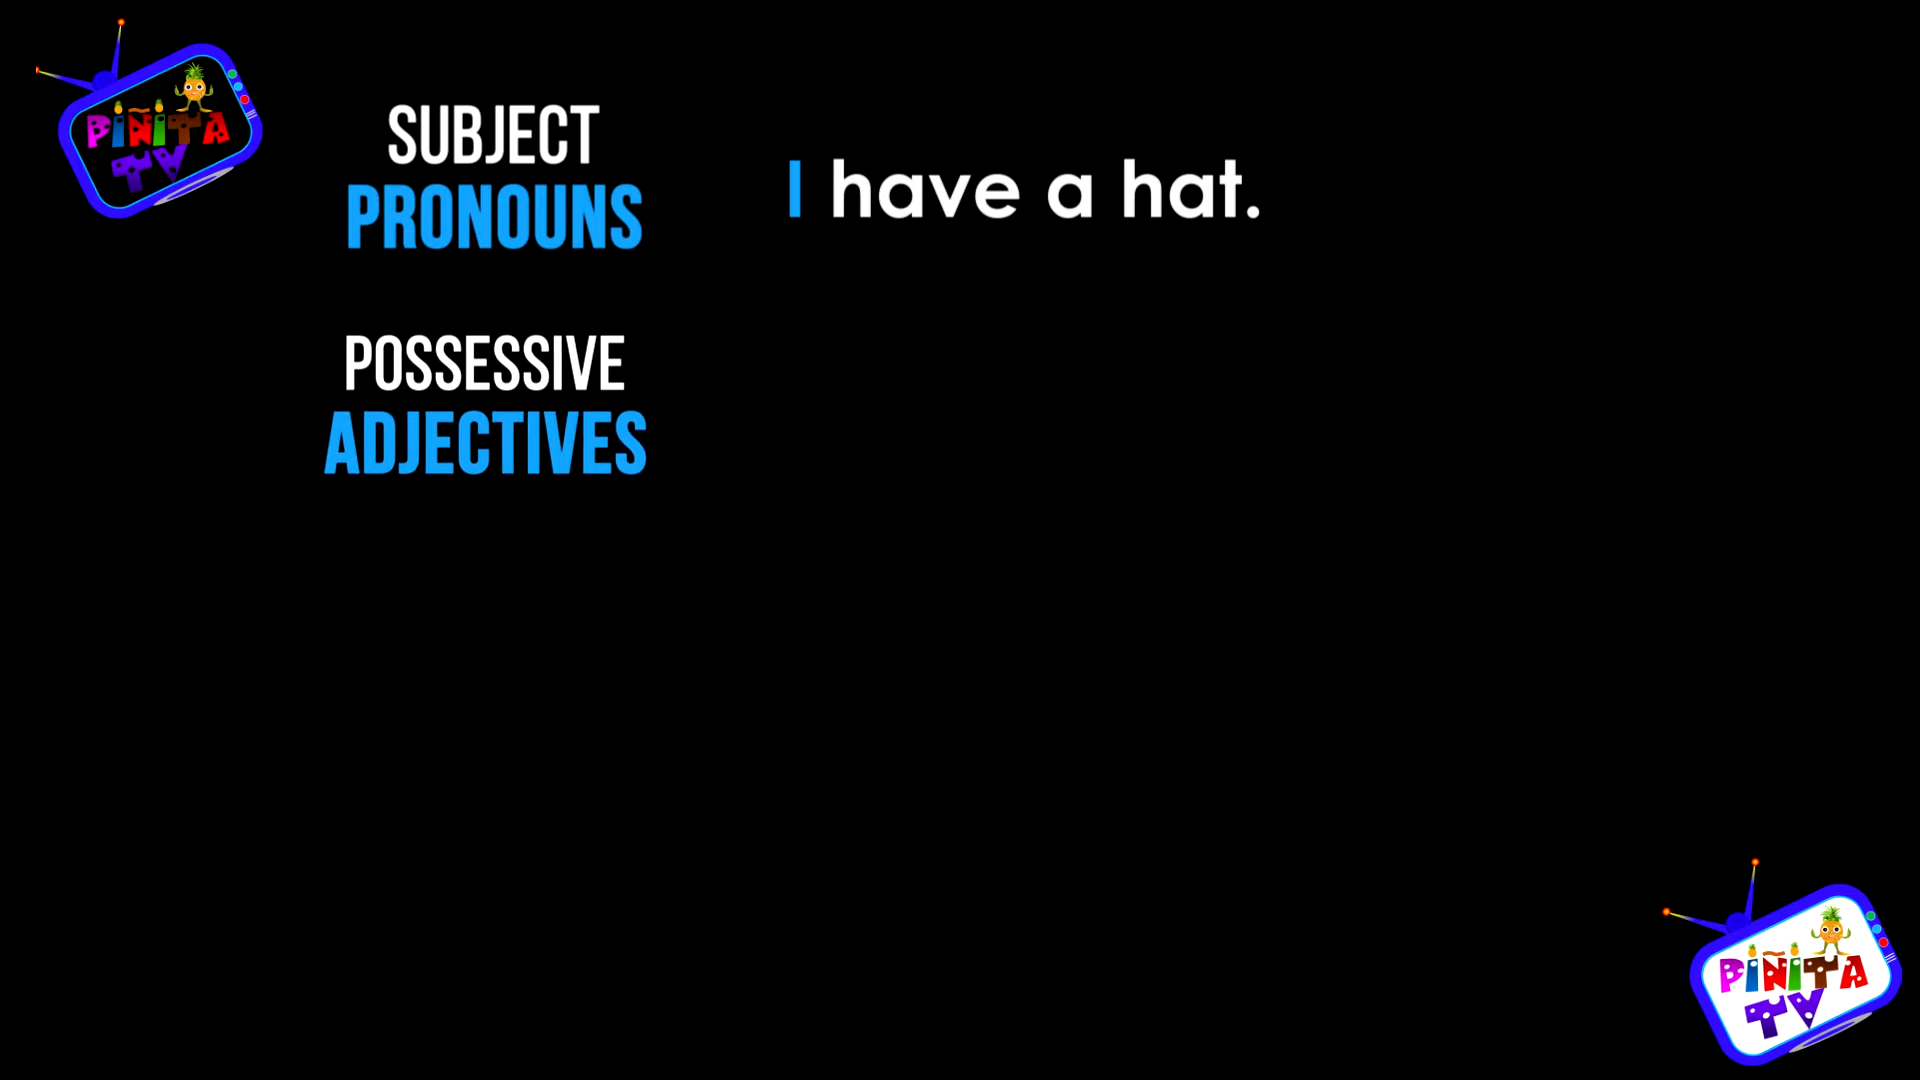 PIÑITA
TV
SUBJECT
PRONOUNS
I have a hat.
POSSESSIVE
ADJECTIVES
PIÑITA
TV